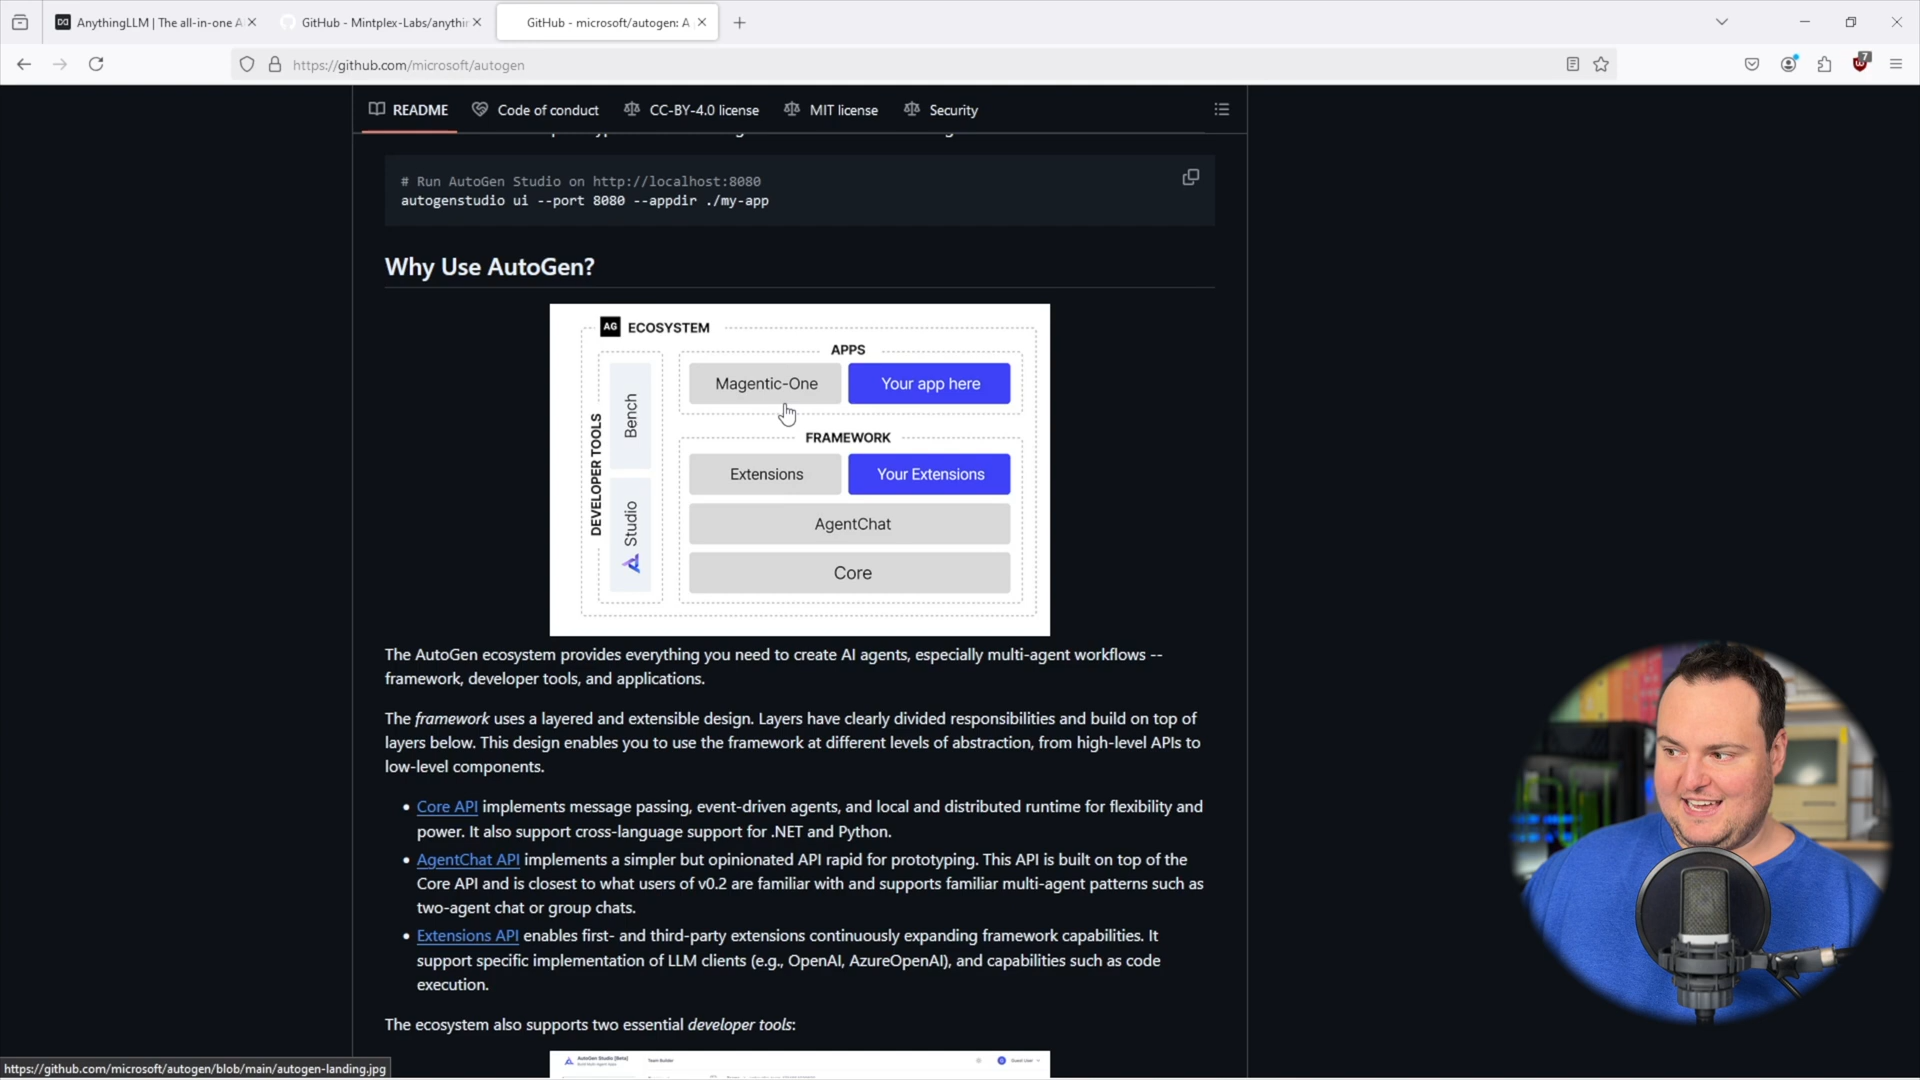 AnythingLLM | The all-in-one A
GitHub - Mintplex-Labs/anythin
GitHub - microsoft/autogen: A
https://github.com/microsoft/autogen
7
README
Code of conduct
CC-BY-4.0 license
MIT license
Security
# Run AutoGen Studio on http://localhost:8080
autogenstudio ui --port 8080 --appdir ./my-app
Why Use AutoGen?
AG ECOSYSTEM
APPS
Magentic-One
Your app here
DEVELOPER TOOLS
Bench
Studio
FRAMEWORK
Extensions
Your Extensions
AgentChat
Core
The AutoGen ecosystem provides everything you need to create AI agents, especially multi-agent workflows --
framework, developer tools, and applications.
The framework uses a layered and extensible design. Layers have clearly divided responsibilities and build on top of
layers below. This design enables you to use the framework at different levels of abstraction, from high-level APIs to
low-level components.
• Core API implements message passing, event-driven agents, and local and distributed runtime for flexibility and
power. It also support cross-language support for .NET and Python.
• AgentChat API implements a simpler but opinionated API rapid for prototyping. This API is built on top of the
Core API and is closest to what users of v0.2 are familiar with and supports familiar multi-agent patterns such as
two-agent chat or group chats.
• Extensions API enables first- and third-party extensions continuously expanding framework capabilities. It
support specific implementation of LLM clients (e.g., OpenAI, AzureOpenAI), and capabilities such as code
execution.
The ecosystem also supports two essential developer tools:
AutoGen Studio [Beta]
Team Builder
Guest User
https://github.com/microsoft/autogen/blob/main/autogen-landing.jpg